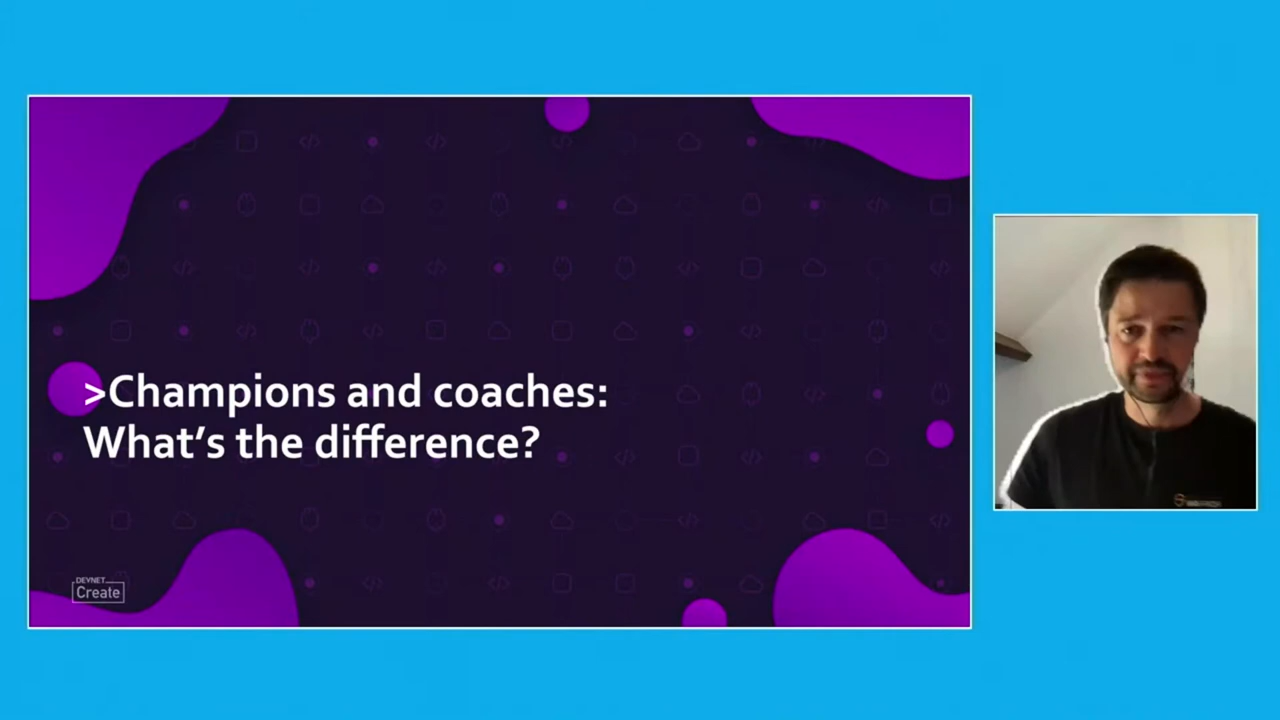 >Champions and coaches:
What's the difference?
DEVNET
Create